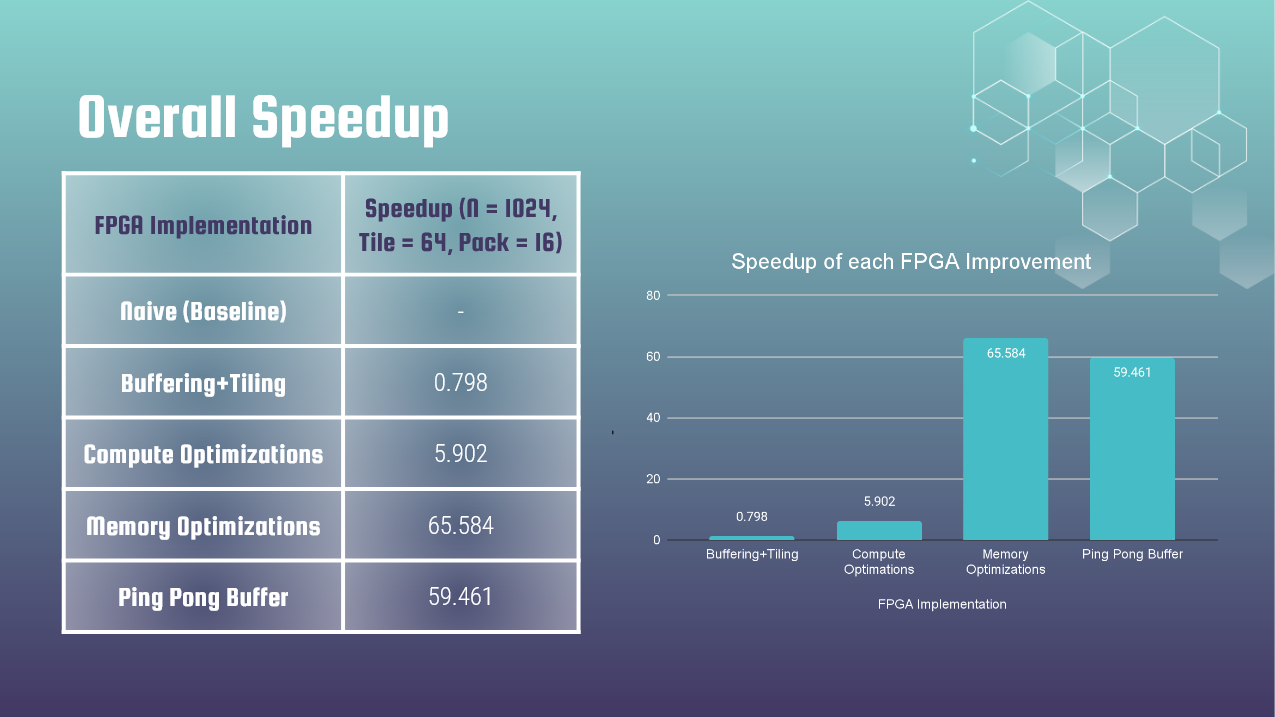 Overall Speedup
FPGA Implementation
Speedup (N = 1024,
Tile = 64, Pack = 16)
Naive (Baseline)
-
Buffering+Tiling
0.798
Compute Optimizations
5.902
Memory Optimizations
65.584
Ping Pong Buffer
59.461
Speedup of each FPGA Improvement
80
60
40
20
0
0.798
5.902
65.584
59.461
Buffering+Tiling
Compute
Optimations
Memory
Optimizations
Ping Pong Buffer
FPGA Implementation